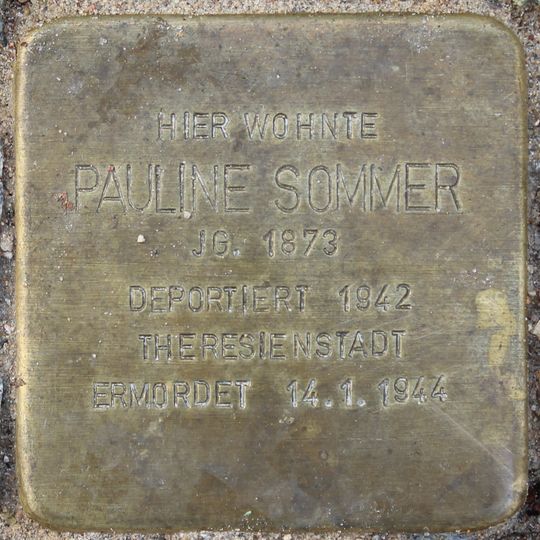 HIER WOHNTE
PAULINE SOMMER
JG. 1873
DEPORTIERT 1942
THERESIENSTADT
ERMORDET 14.1.1944